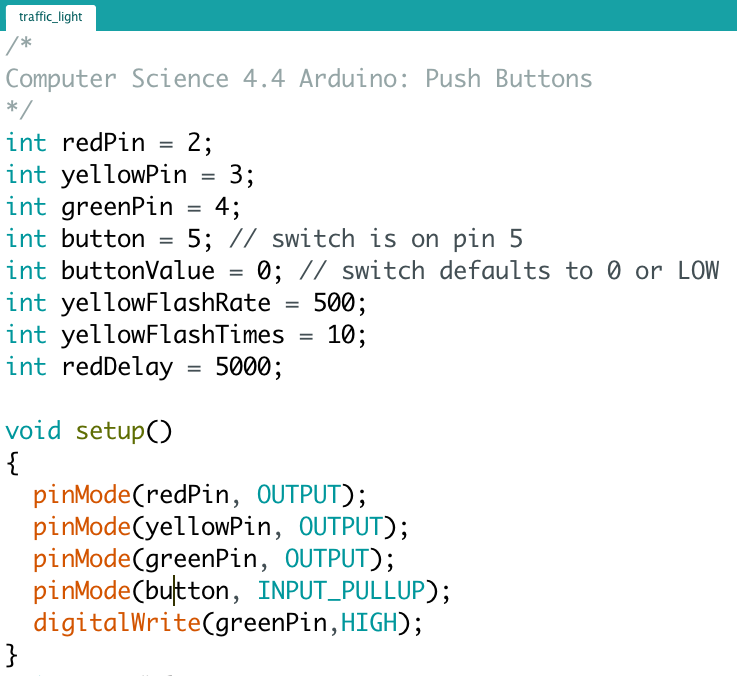 traffic_light
/*
Computer Science 4.4 Arduino: Push Buttons
*/
int redPin = 2;
int yellowPin = 3;
int greenPin = 4;
int button = 5; // switch is on pin 5
int buttonValue = 0; // switch defaults to 0 or LOW
int yellowFlashRate = 500;
int yellowFlashTimes = 10;
int redDelay = 5000;

void setup()
{
  pinMode(redPin, OUTPUT);
  pinMode(yellowPin, OUTPUT);
  pinMode(greenPin, OUTPUT);
  pinMode(button, INPUT_PULLUP);
  digitalWrite(greenPin,HIGH);
}